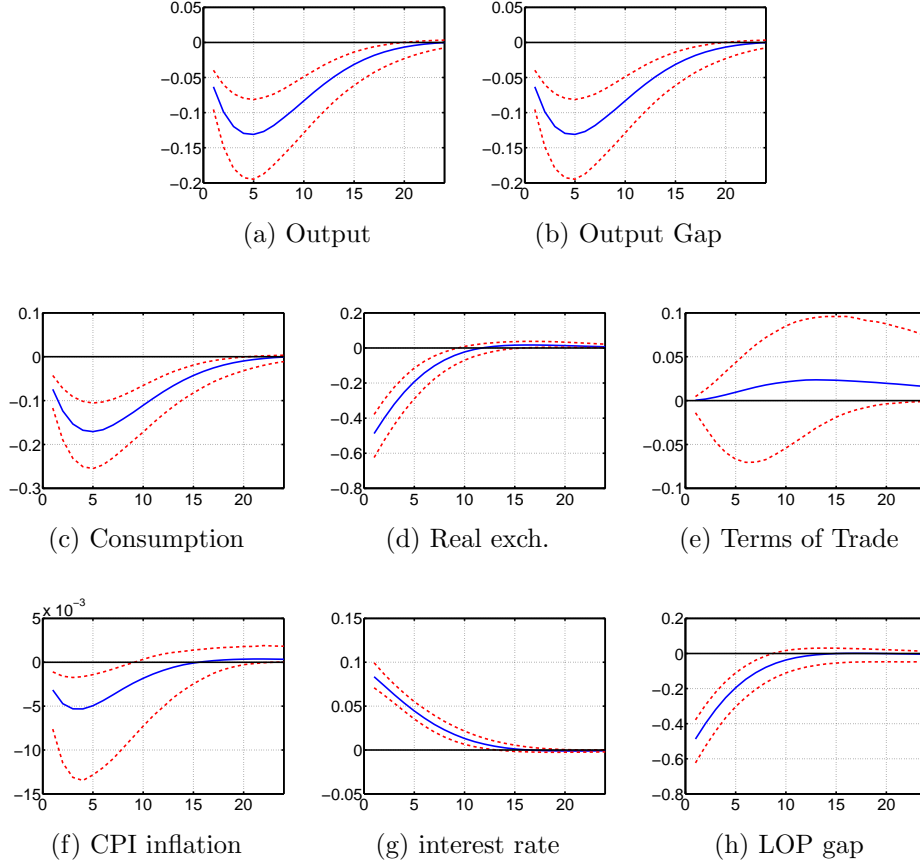 0.05 0.05
0 0
−0.05 −0.05
−0.1 −0.1
−0.15 −0.15
−0.2 −0.2
0 5 10 15 20 0 5 10 15 20
(a) Output (b) Output Gap
0.1 0.2 0.1
0 0 0.05
−0.1 −0.2 0
−0.2 −0.4 −0.05
−0.6
−0.3 −0.8 −0.1
0 5 10 15 20 0 5 10 15 20 0 5 10 15 20
(c) Consumption (d) Real exch. (e) Terms of Trade
x 10−3
5 0.15 0.2
0 0.1 0
−5 0.05 −0.2
−0.4
−10 0 −0.6
−15 −0.05 −0.8
0 5 10 15 20 0 5 10 15 20 0 5 10 15 20
(f) CPI inflation (g) interest rate (h) LOP gap